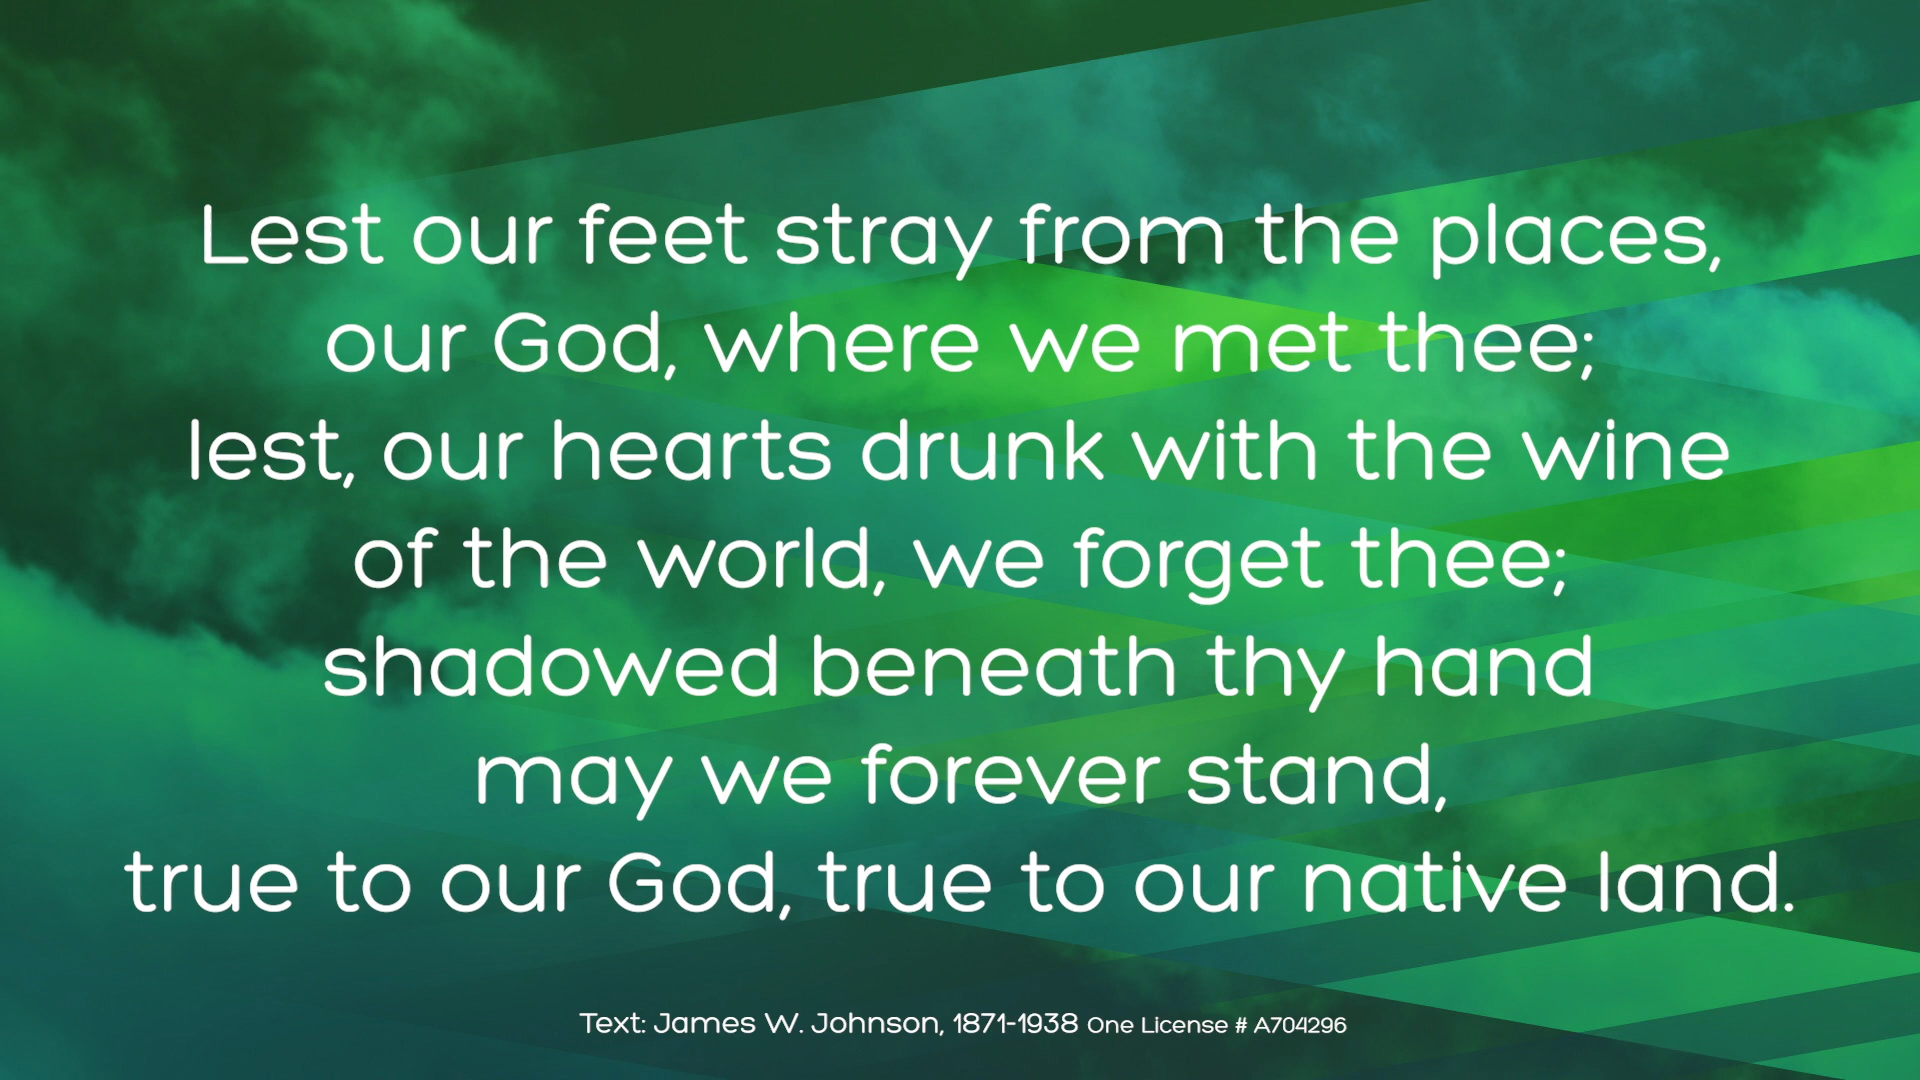 Lest our feet stray from the places,
our God, where we met thee;
lest, our hearts drunk with the wine
of the world, we forget thee;
shadowed beneath thy hand
may we forever stand,
true to our God, true to our native land.
Text: James W. Johnson, 1871-1938 One License # A704296